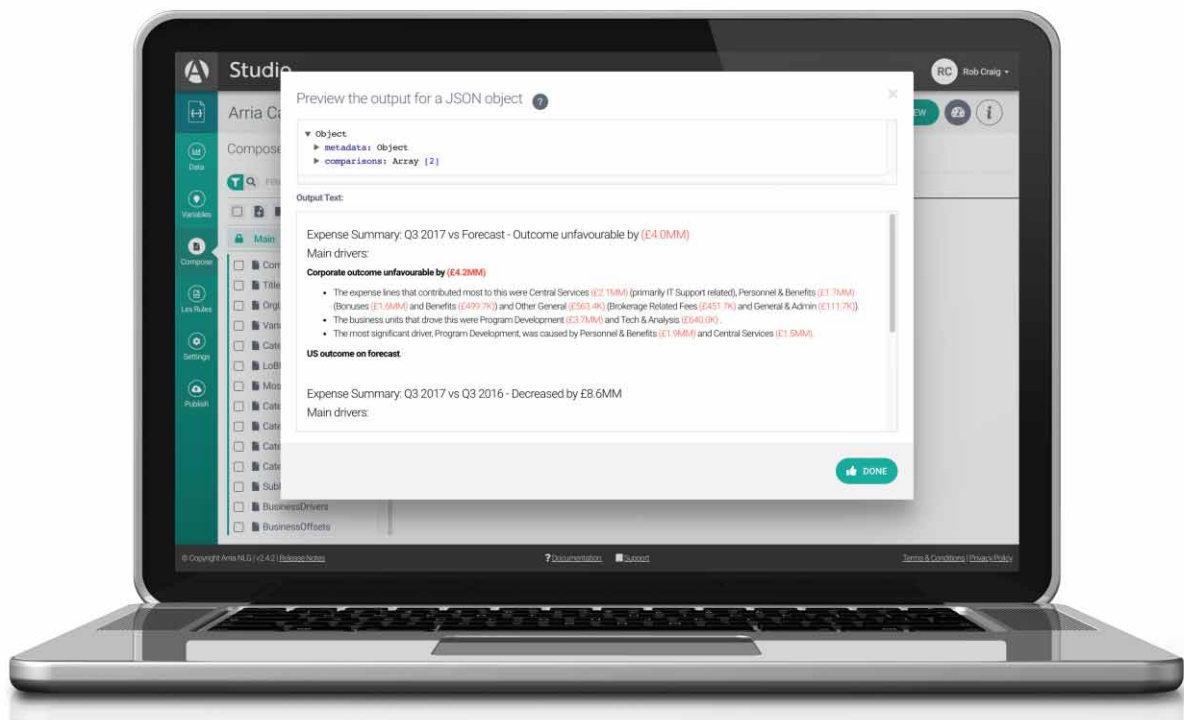 Studio
RC Rob Craig
Preview the output for a JSON object ?
Arria Ca
EW
i
Object
metadata: Object
comparisons: Array [2]
Data
Compose
Output Text:
Variables
Expense Summary: Q3 2017 vs Forecast - Outcome unfavourable by (£4.0MM)
Main
Main drivers:
Compose
Corporate outcome unfavourable by (£4.2MM)
Com
Title
The expense lines that contributed most to this were Central Services (£2.1MM) (primarily IT Support related), Personnel & Benefits (£1.7MM)
(Bonuses (£1.6MM) and Benefits (£499.7K)) and Other General (£563.4K) (Brokerage Related Fees (£451.7K) and General & Admin (£111.7K)).
Lex Rules
The business units that drove this were Program Development (£3.7MM) and Tech & Analysis (£640.0K) .
Vari
The most significant driver, Program Development, was caused by Personnel & Benefits (£1.9MM) and Central Services (£1.5MM).
Cate
Settings
US outcome on forecast.
LoB
Mos
Expense Summary: Q3 2017 vs Q3 2016 - Decreased by £8.6MM
Publish
Cate
Main drivers:
Cate
Cate
Cate
DONE
Subl
BusinessDrivers
BusinessOffsets
© Copyright Arria NLG | v2.4.2 | Release Notes
? Documentation
Support
Terms & Conditions | Privacy Policy